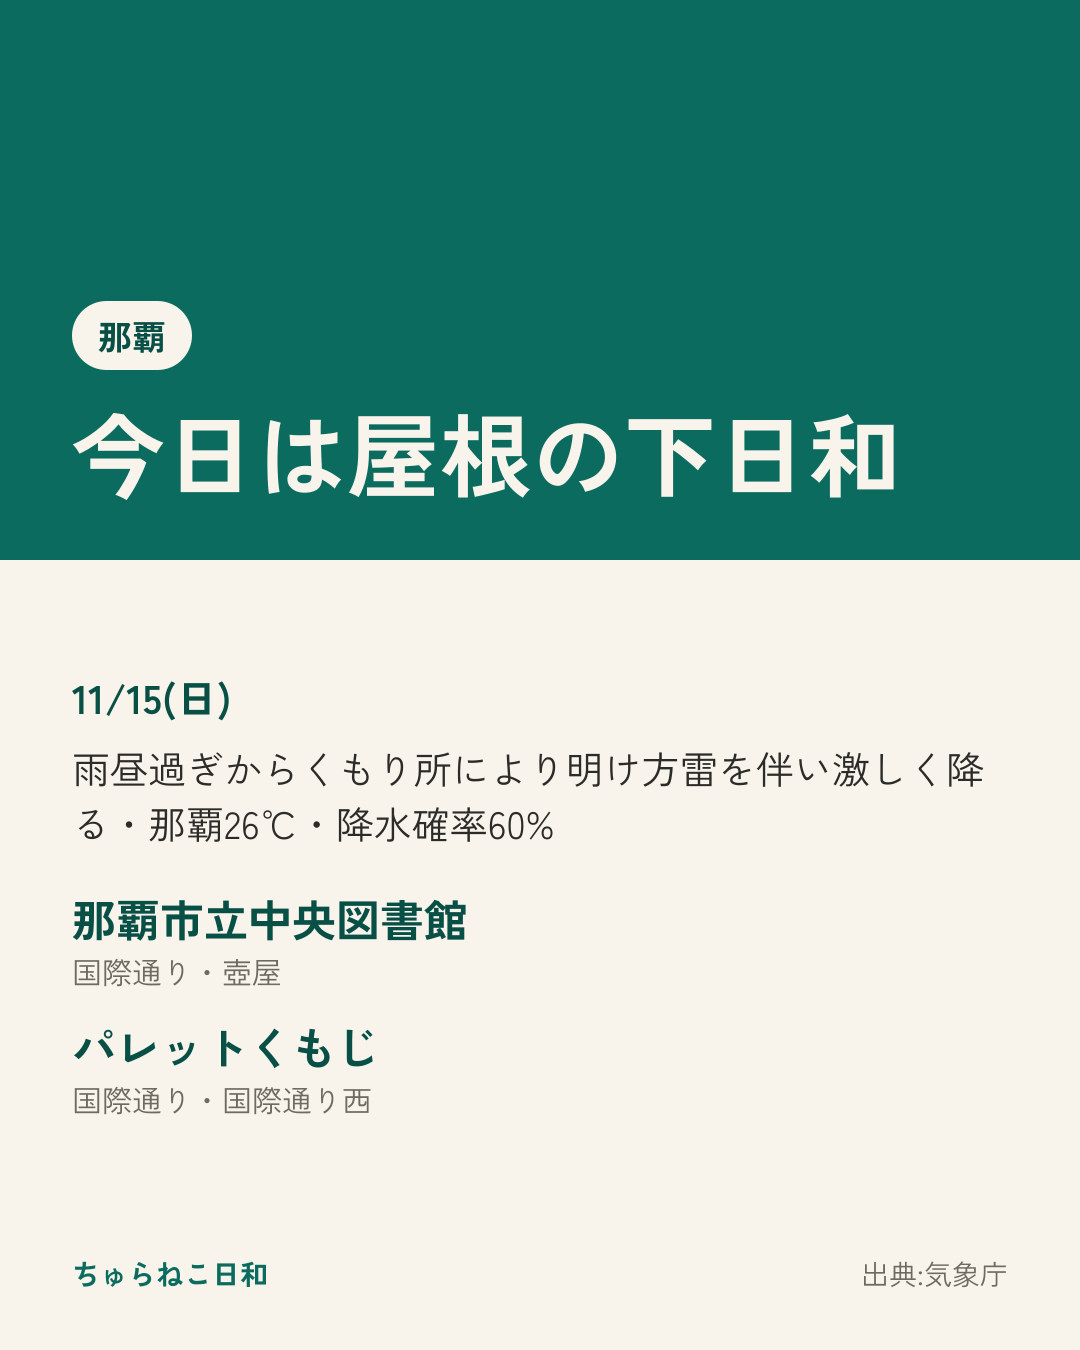 那覇
今日は屋根の下日和
11/15(日)
雨昼過ぎからくもり所により明け方雷を伴い激しく降
る・那覇26℃・降水確率60%
那覇市立中央図書館
国際通り・壺屋
パレットくもじ
国際通り・国際通り西
ちゅらねこ日和
出典:気象庁